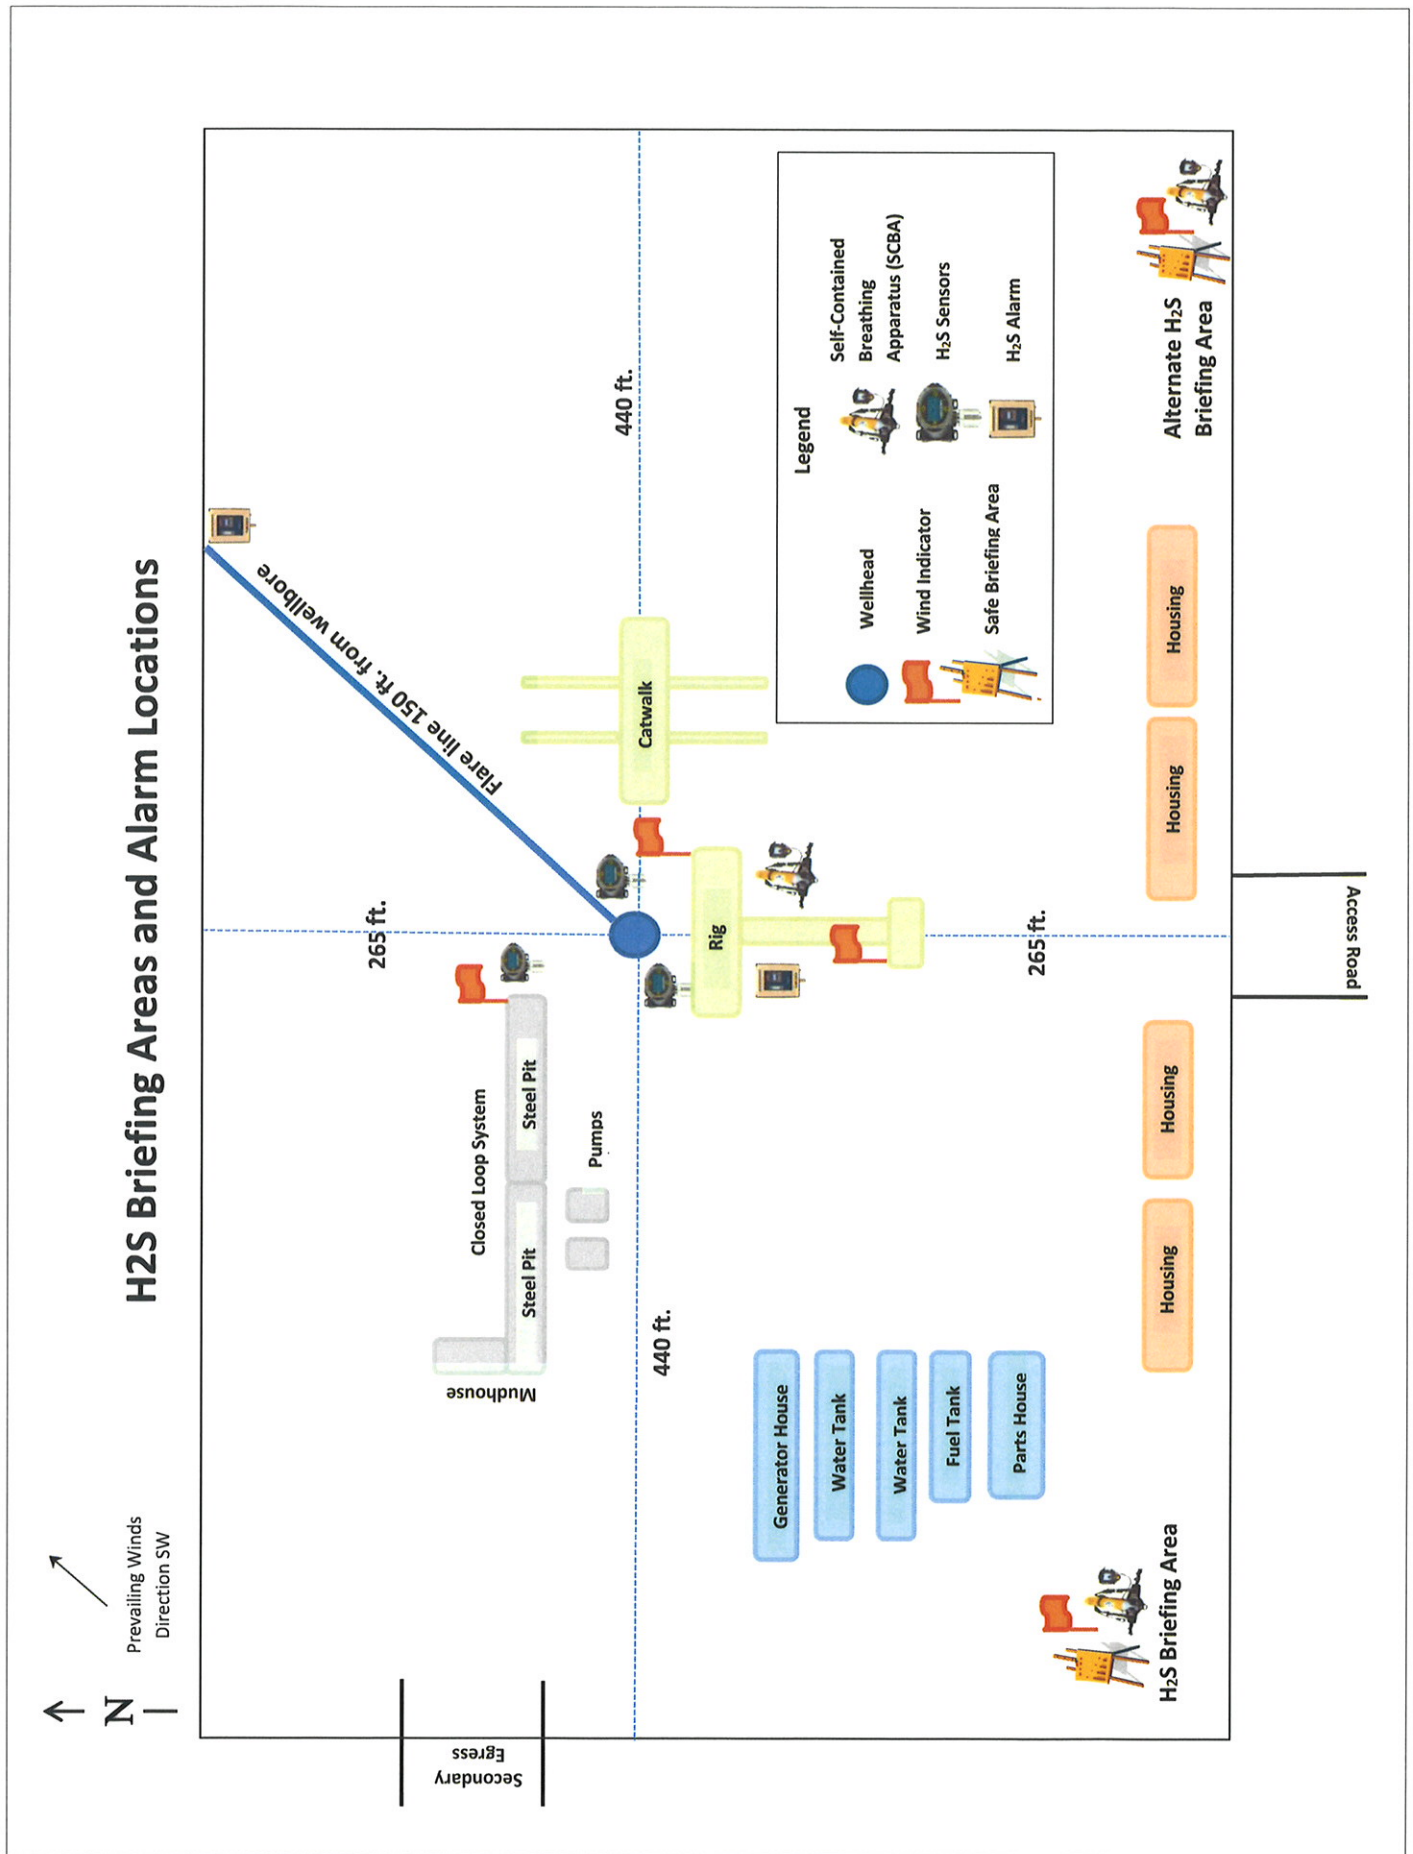 H2S Briefing Areas and Alarm Locations
N
Prevailing Winds
Direction SW
Secondary
Egress
Flare line 150 ft. from wellbore
265 ft.
440 ft.
440 ft.
265 ft.
Closed Loop System
Mudhouse
Steel Pit
Steel Pit
Pumps
Catwalk
Rig
Generator House
Water Tank
Water Tank
Fuel Tank
Parts House
Legend
Wellhead
Wind Indicator
Safe Briefing Area
Self-Contained
Breathing
Apparatus (SCBA)
H₂S Sensors
H₂S Alarm
Housing
Housing
Housing
Housing
H₂S Briefing Area
Alternate H₂S
Briefing Area
Access Road